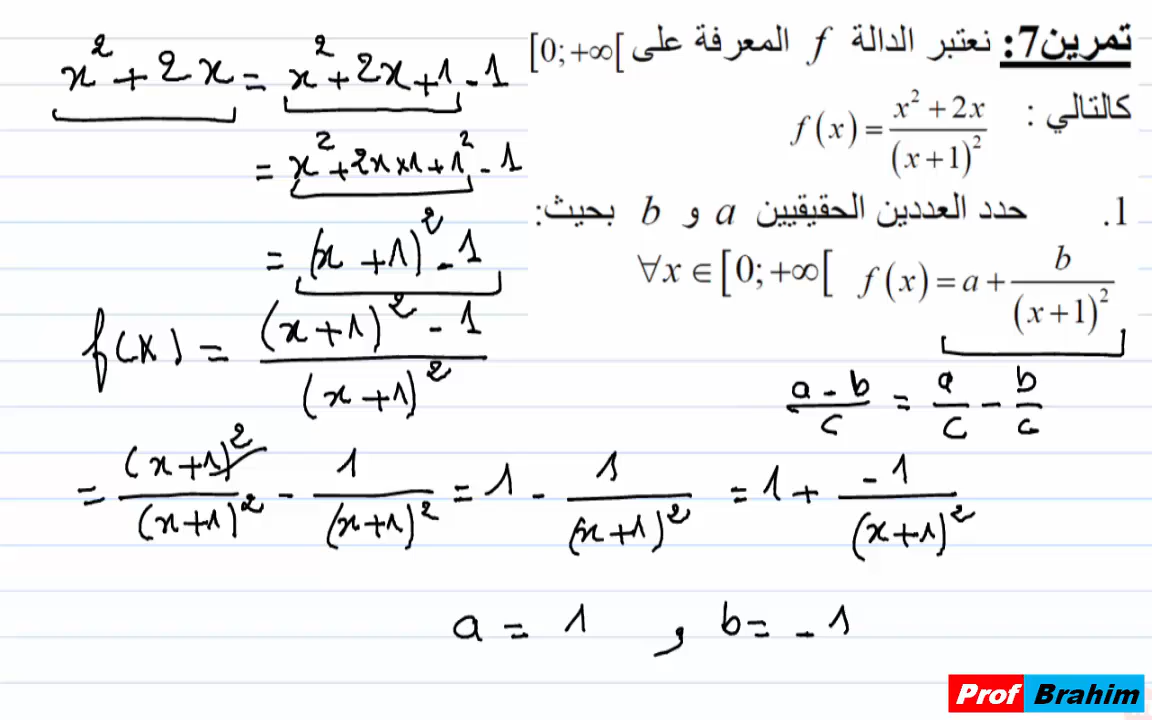 تمرين7: نعتبر الدالة f المعرفة على [0;+∞[
كالتالي : f(x) = (x² + 2x) / (x+1)²
1. حدد العددين الحقيقيين a و b بحيث:
∀x ∈ [0;+∞[ f(x) = a + b / (x+1)²
x² + 2x = x² + 2x + 1 - 1
= x² + 2x×1 + 1² - 1
= (x + 1)² - 1
f(x) = ((x+1)² - 1) / (x+1)²
(a - b) / c = a/c - b/c
= (x+1)² / (x+1)² - 1 / (x+1)² = 1 - 1 / (x+1)² = 1 + -1 / (x+1)²
a = 1 , b = -1
Prof Brahim